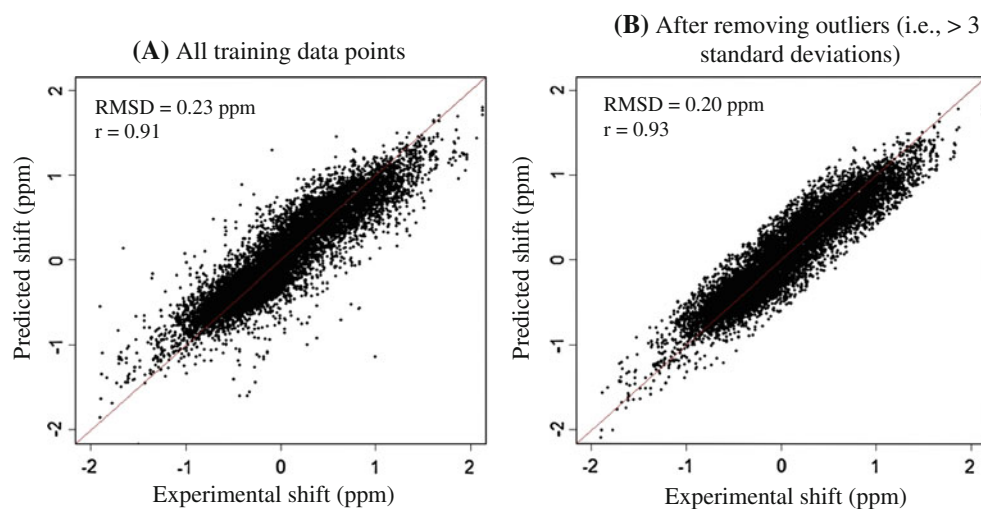 (A) All training data points
RMSD = 0.23 ppm
r = 0.91
2
1
0
-1
-2
Predicted shift (ppm)
-2 -1 0 1 2
Experimental shift (ppm)
(B) After removing outliers (i.e., > 3
standard deviations)
RMSD = 0.20 ppm
r = 0.93
2
1
0
-1
-2
Predicted shift (ppm)
-2 -1 0 1 2
Experimental shift (ppm)